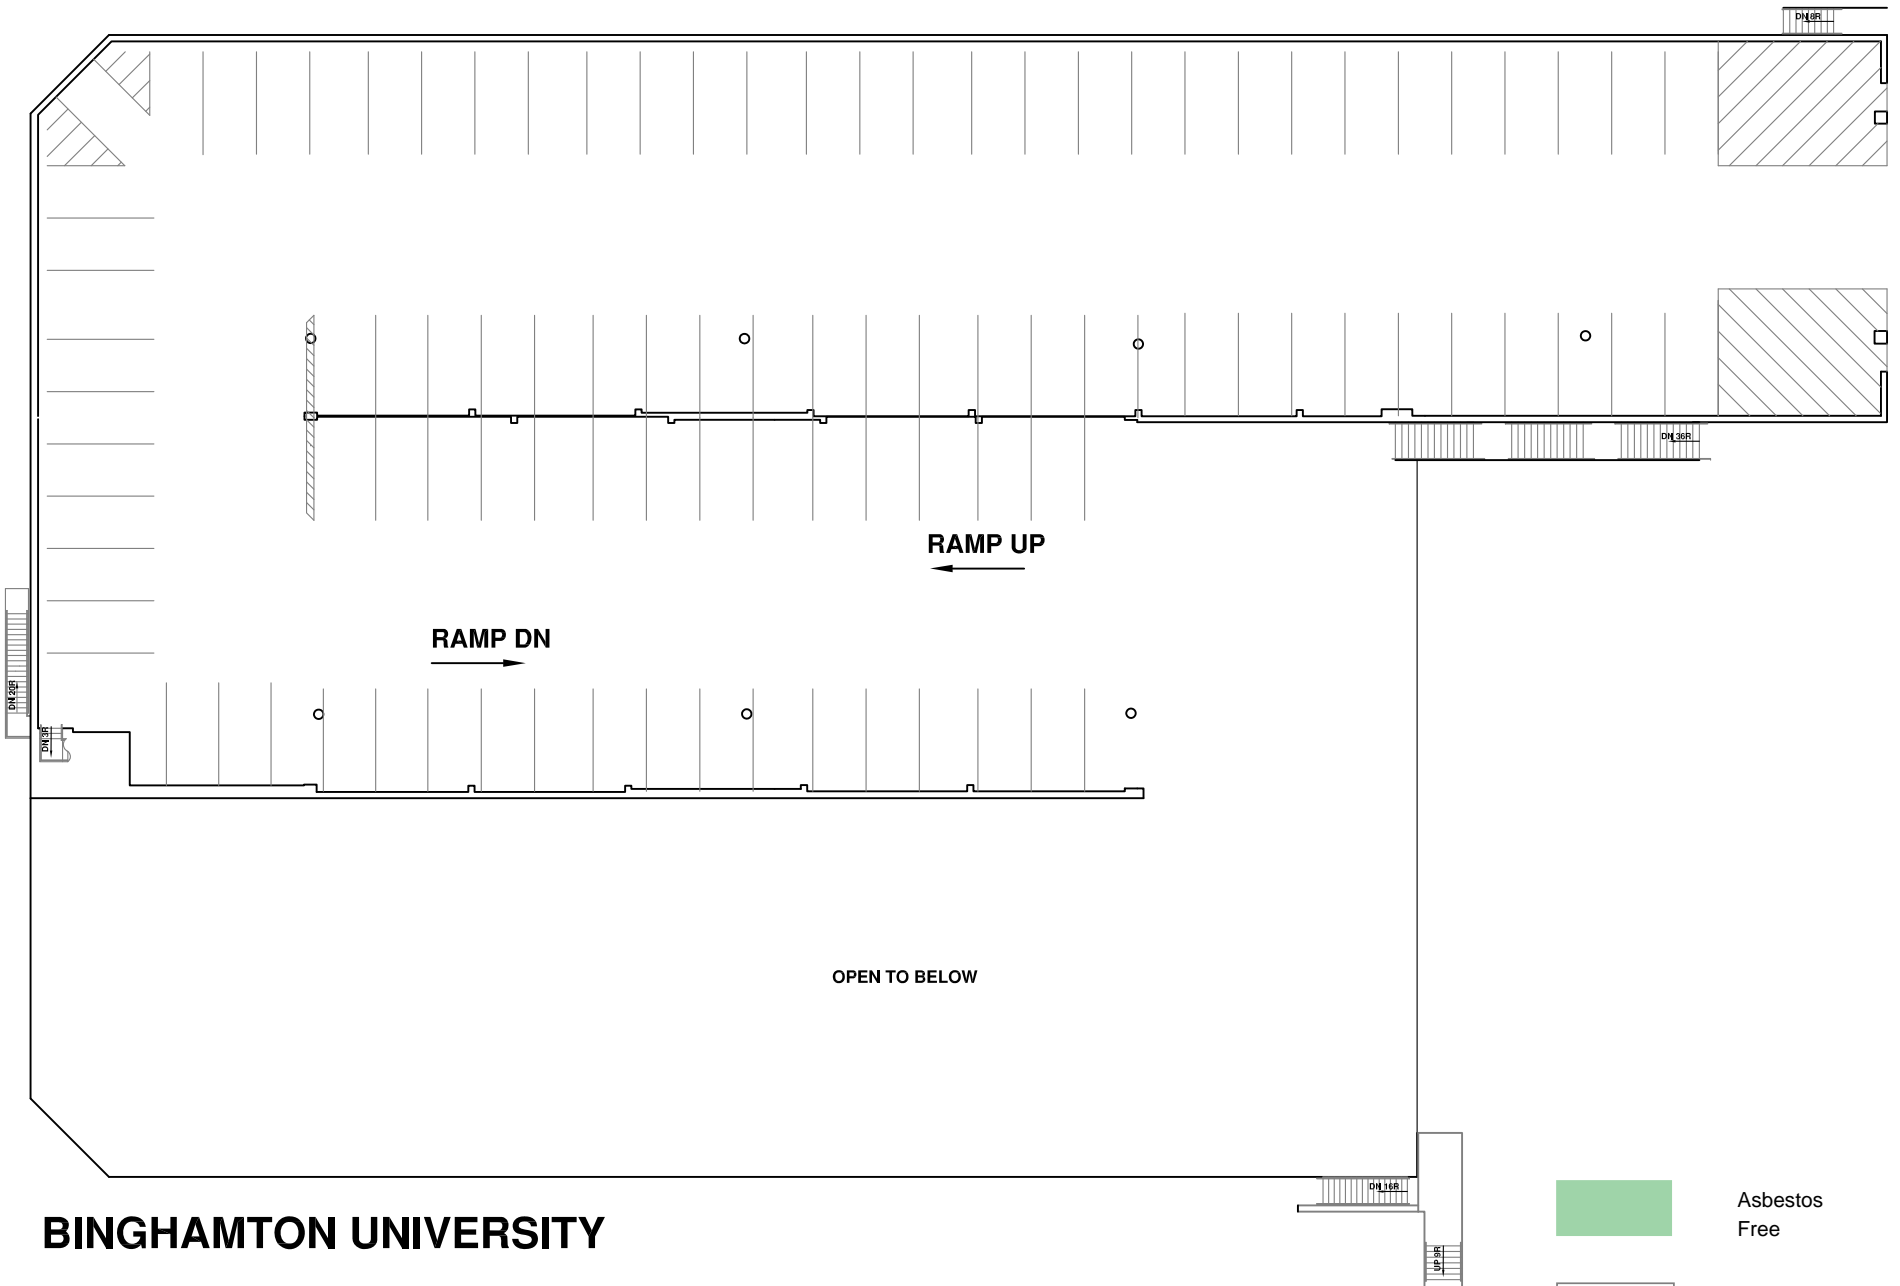 DN 8R
DN 36R
RAMP UP
RAMP DN
DN 20R
DN 3R
OPEN TO BELOW
DN 16R
UP 9R
BINGHAMTON UNIVERSITY
Asbestos
Free